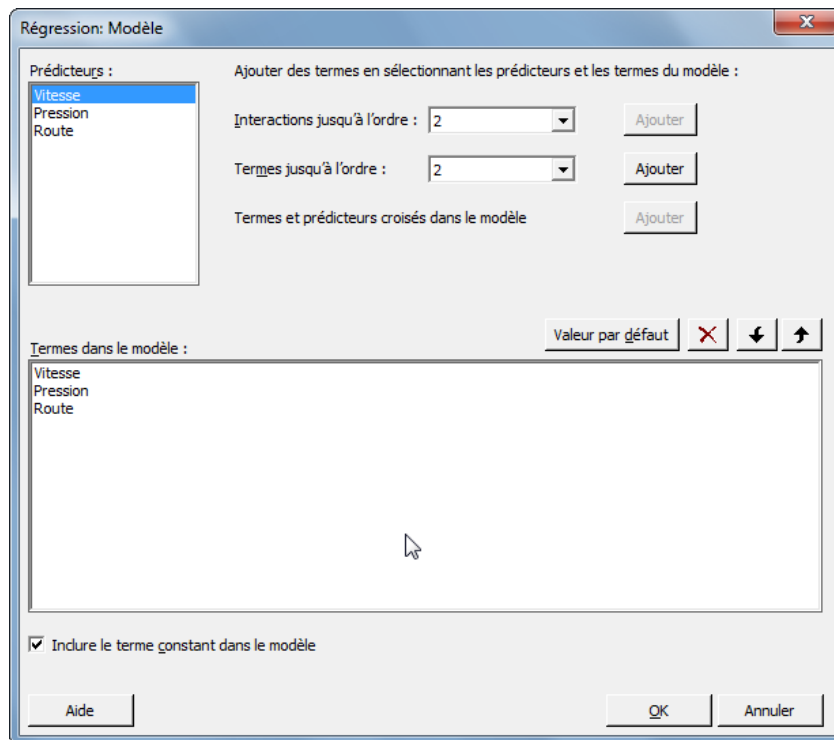 Régression: Modèle
Prédicteurs :
Vitesse
Pression
Route
Ajouter des termes en sélectionnant les prédicteurs et les termes du modèle :
Interactions jusqu'à l'ordre : 2 Ajouter
Termes jusqu'à l'ordre : 2 Ajouter
Termes et prédicteurs croisés dans le modèle Ajouter
Valeur par défaut
Termes dans le modèle :
Vitesse
Pression
Route
Inclure le terme constant dans le modèle
Aide OK Annuler